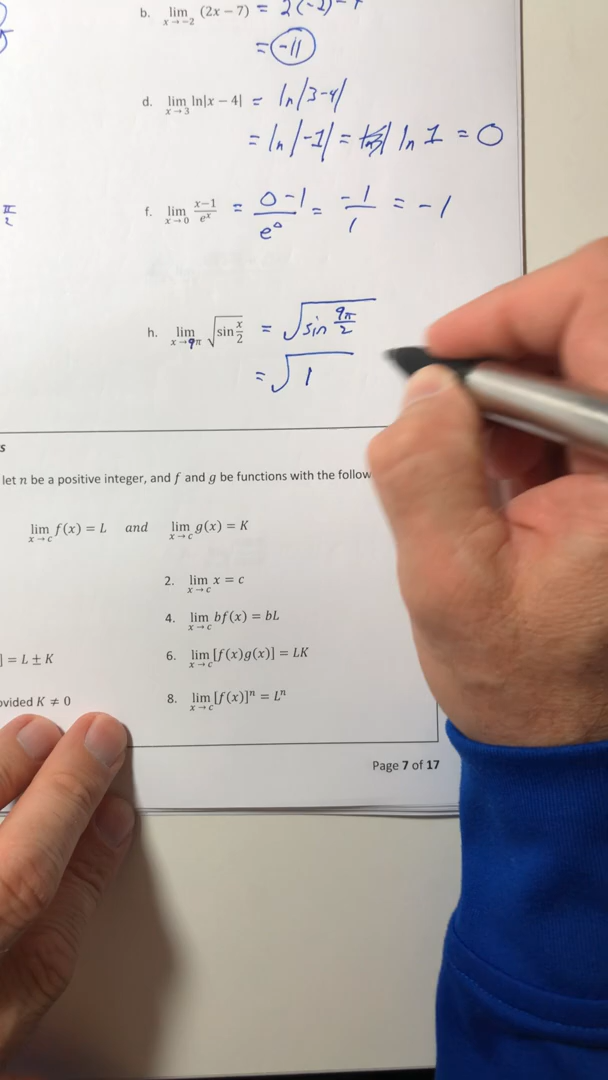 b. lim x→-2 (2x − 7) = 2(-2)-7
= -11
d. lim x→3 ln|x − 4| = ln|3-4|
= ln|-1| = ln 1 = 0
π/2
f. lim x→0 (x−1)/e^x = (0-1)/e^0 = -1/1 = -1
h. lim x→9π √(sin x/2) = √(sin 9π/2)
= √1
s
let n be a positive integer, and f and g be functions with the follow
lim x→c f(x) = L and lim x→c g(x) = K
2. lim x→c x = c
4. lim x→c bf(x) = bL
] = L ± K
6. lim x→c [f(x)g(x)] = LK
ovided K ≠ 0
8. lim x→c [f(x)]^n = L^n
Page 7 of 17